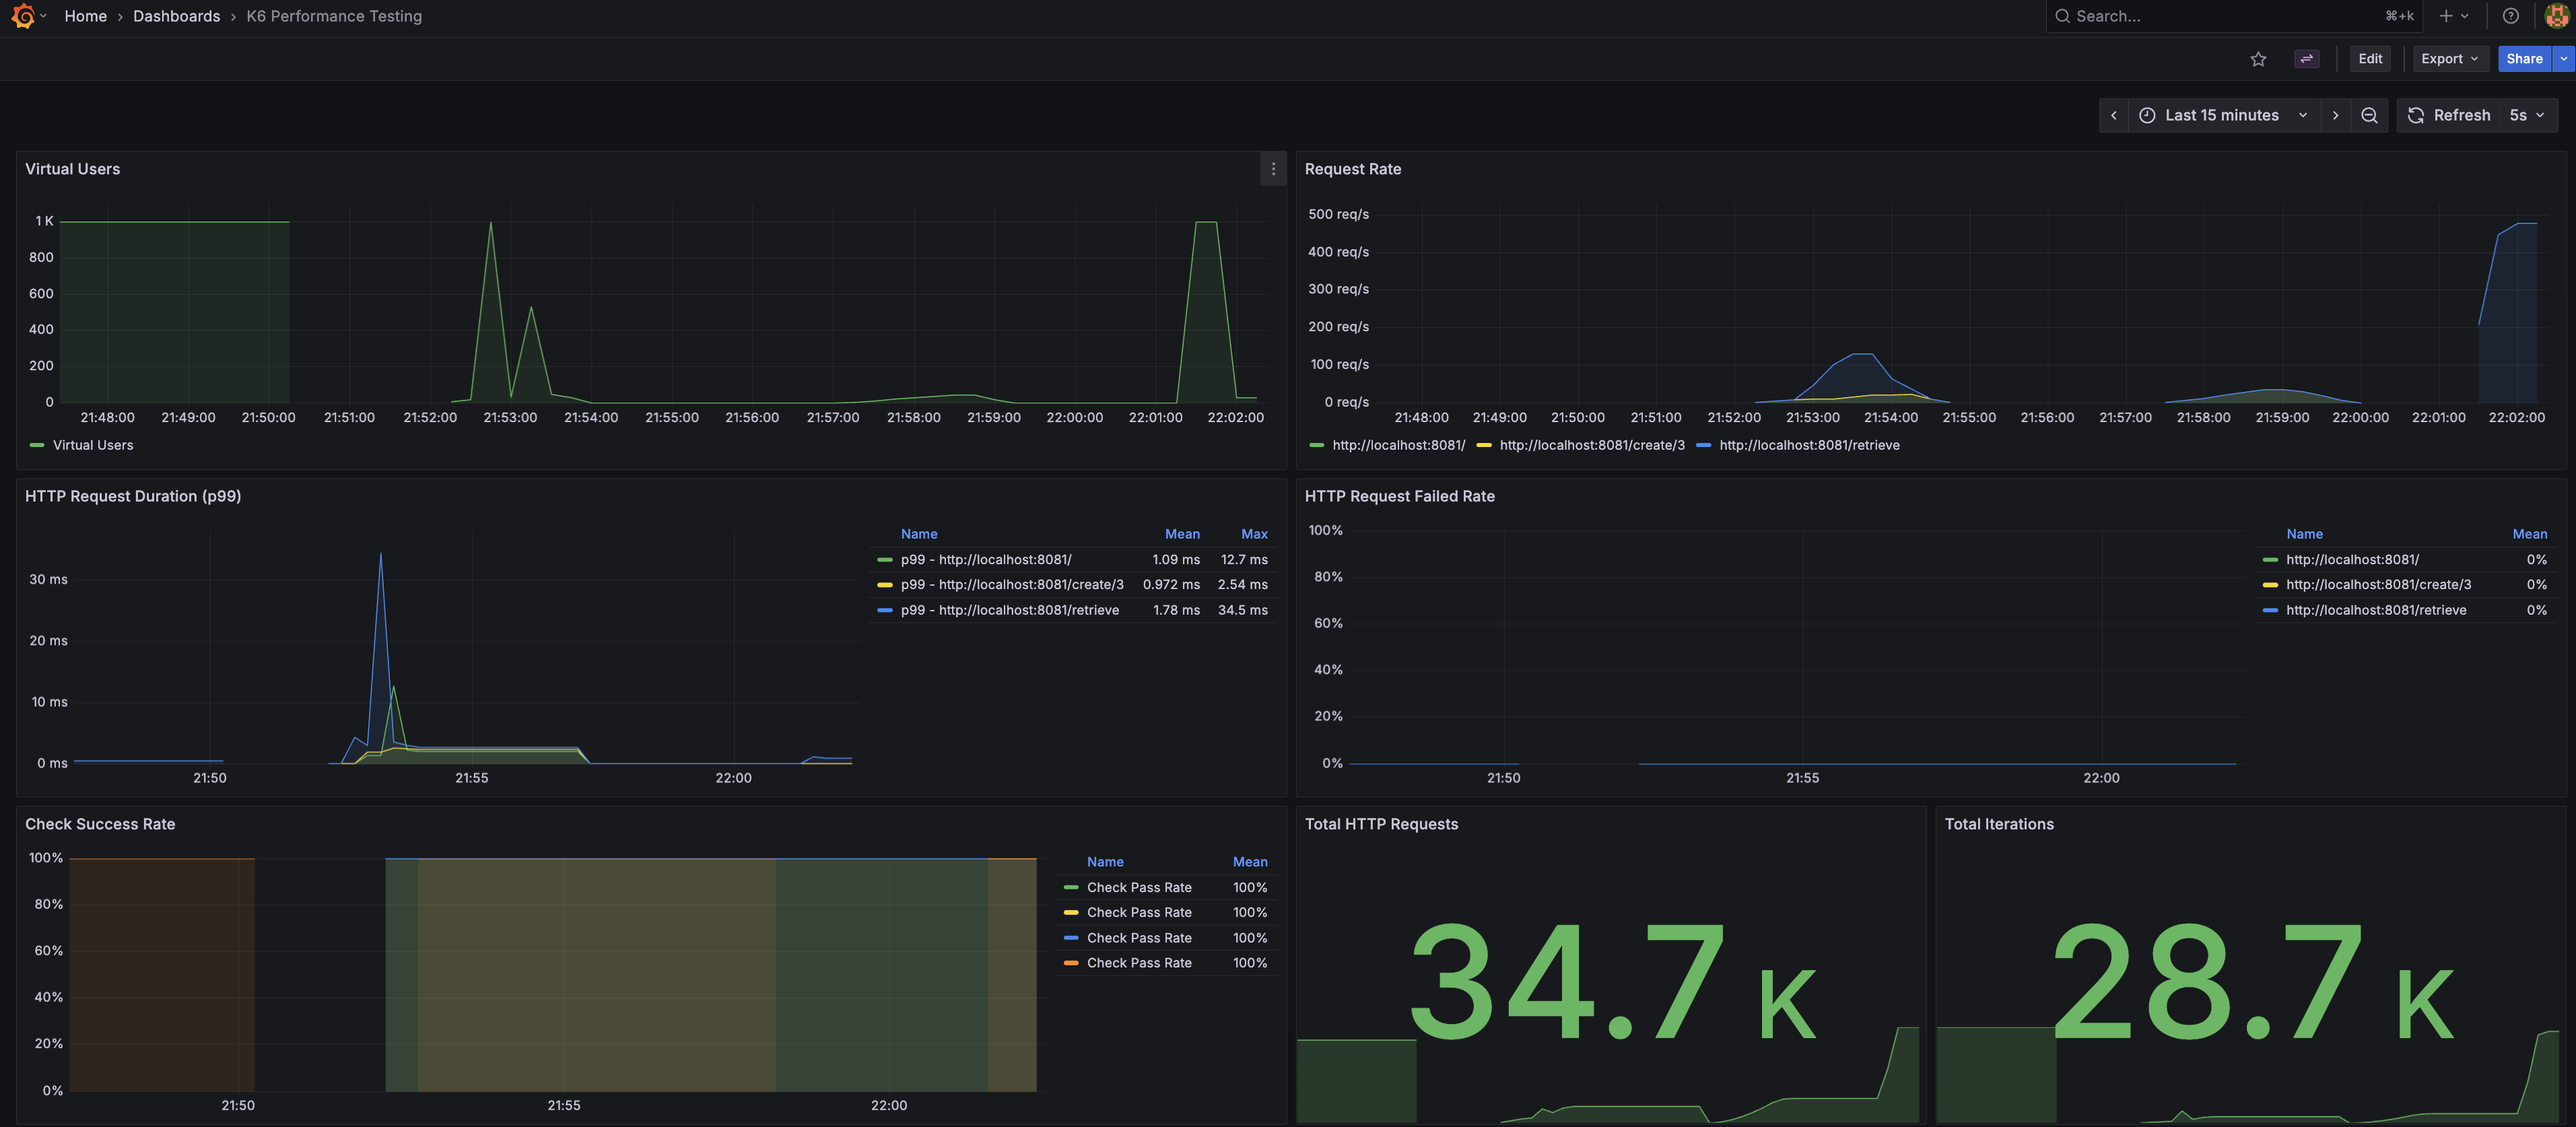 Home › Dashboards › K6 Performance Testing
Search... ⌘+k
Edit Export Share
Last 15 minutes Refresh 5s
Virtual Users
1 K
800
600
400
200
0
21:48:00 21:49:00 21:50:00 21:51:00 21:52:00 21:53:00 21:54:00 21:55:00 21:56:00 21:57:00 21:58:00 21:59:00 22:00:00 22:01:00 22:02:00
Virtual Users
Request Rate
500 req/s
400 req/s
300 req/s
200 req/s
100 req/s
0 req/s
21:48:00 21:49:00 21:50:00 21:51:00 21:52:00 21:53:00 21:54:00 21:55:00 21:56:00 21:57:00 21:58:00 21:59:00 22:00:00 22:01:00 22:02:00
http://localhost:8081/ http://localhost:8081/create/3 http://localhost:8081/retrieve
HTTP Request Duration (p99)
30 ms
20 ms
10 ms
0 ms
21:50 21:55 22:00
Name Mean Max
p99 - http://localhost:8081/ 1.09 ms 12.7 ms
p99 - http://localhost:8081/create/3 0.972 ms 2.54 ms
p99 - http://localhost:8081/retrieve 1.78 ms 34.5 ms
HTTP Request Failed Rate
100%
80%
60%
40%
20%
0%
21:50 21:55 22:00
Name Mean
http://localhost:8081/ 0%
http://localhost:8081/create/3 0%
http://localhost:8081/retrieve 0%
Check Success Rate
100%
80%
60%
40%
20%
0%
21:50 21:55 22:00
Name Mean
Check Pass Rate 100%
Check Pass Rate 100%
Check Pass Rate 100%
Check Pass Rate 100%
Total HTTP Requests
34.7 K
Total Iterations
28.7 K